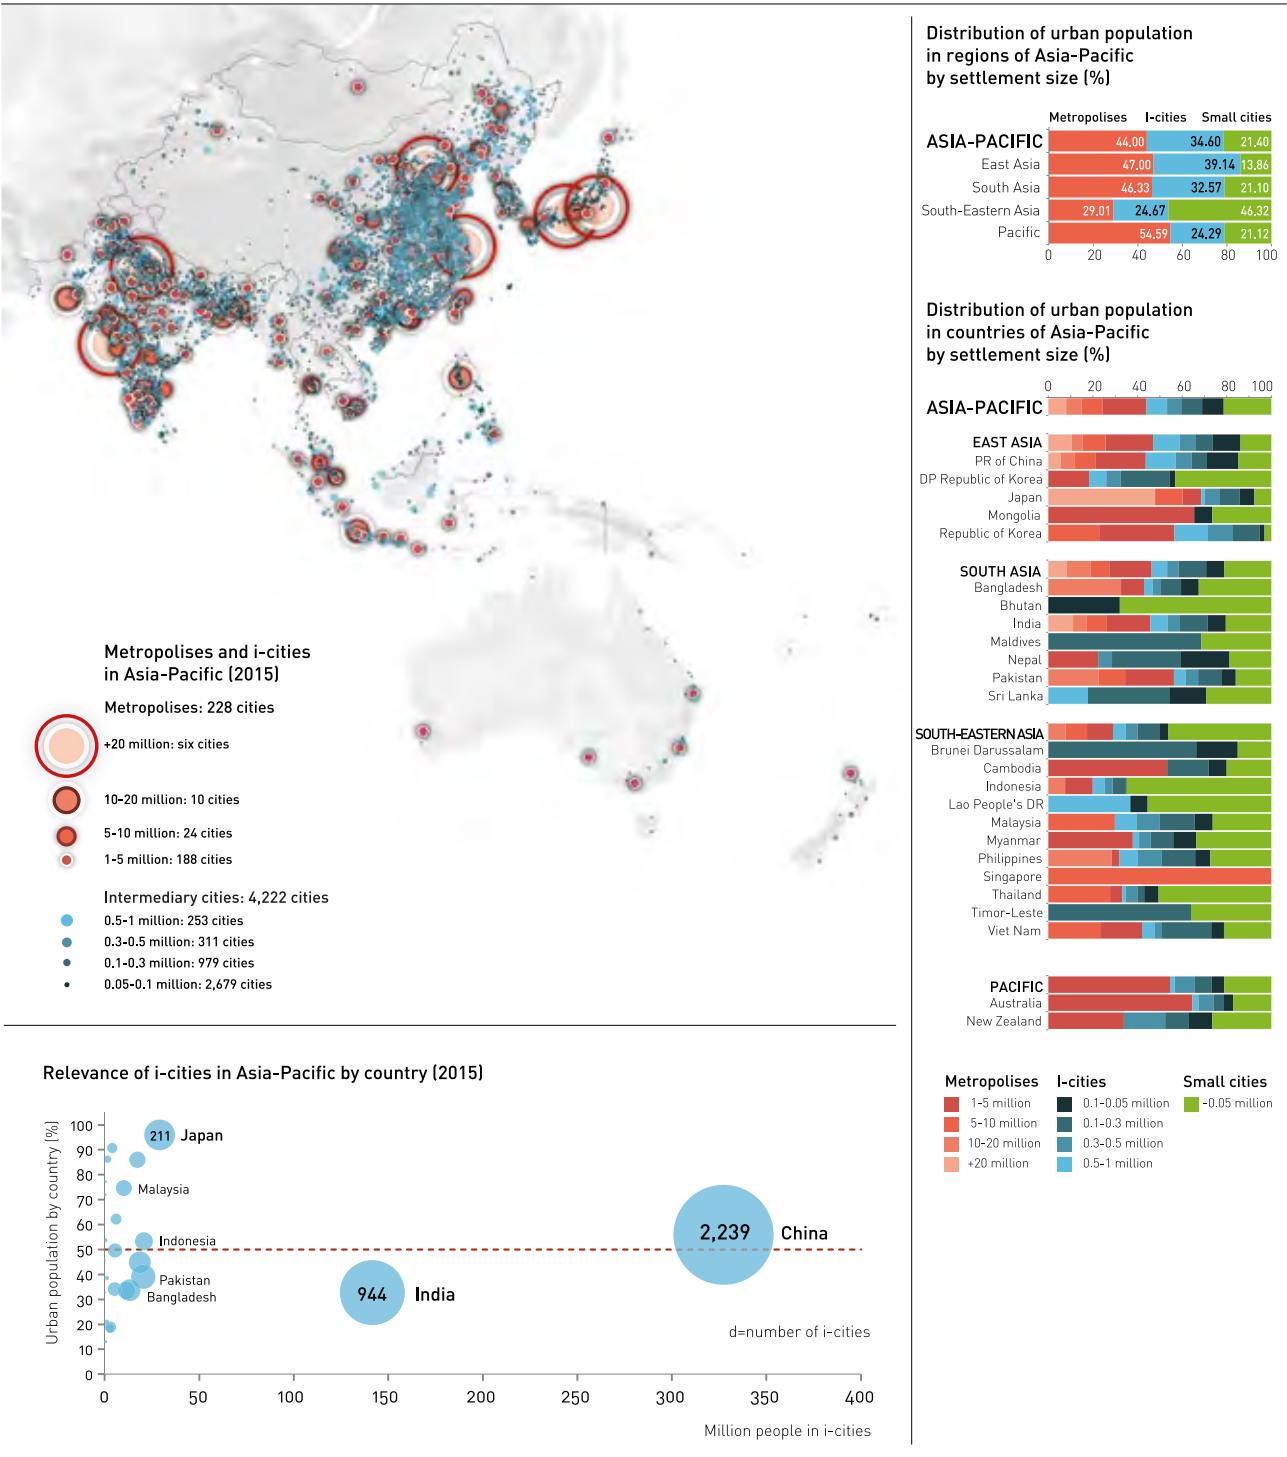 Metropolises and i-cities
in Asia-Pacific (2015)
Metropolises: 228 cities
+20 million: six cities
10-20 million: 10 cities
5-10 million: 24 cities
1-5 million: 188 cities
Intermediary cities: 4,222 cities
0.5-1 million: 253 cities
0.3-0.5 million: 311 cities
0.1-0.3 million: 979 cities
0.05-0.1 million: 2,679 cities
Relevance of i-cities in Asia-Pacific by country (2015)
Urban population by country (%)
100
90
80
70
60
50
40
30
20
10
0
211 Japan
Malaysia
Indonesia
2,239 China
Pakistan
Bangladesh
944 India
d=number of i-cities
0 50 100 150 200 250 300 350 400
Million people in i-cities
Distribution of urban population
in regions of Asia-Pacific
by settlement size (%)
Metropolises I-cities Small cities
ASIA-PACIFIC 44,00 34.60 21,40
East Asia 47,00 39.14 13,86
South Asia 46,33 32.57 21,10
South-Eastern Asia 29,01 24.67 46,32
Pacific 54,59 24.29 21,12
0 20 40 60 80 100
Distribution of urban population
in countries of Asia-Pacific
by settlement size (%)
0 20 40 60 80 100
ASIA-PACIFIC
EAST ASIA
PR of China
DP Republic of Korea
Japan
Mongolia
Republic of Korea
SOUTH ASIA
Bangladesh
Bhutan
India
Maldives
Nepal
Pakistan
Sri Lanka
SOUTH-EASTERN ASIA
Brunei Darussalam
Cambodia
Indonesia
Lao People's DR
Malaysia
Myanmar
Philippines
Singapore
Thailand
Timor-Leste
Viet Nam
PACIFIC
Australia
New Zealand
Metropolises I-cities Small cities
1-5 million 0.1-0.05 million -0.05 million
5-10 million 0.1-0.3 million
10-20 million 0.3-0.5 million
+20 million 0.5-1 million